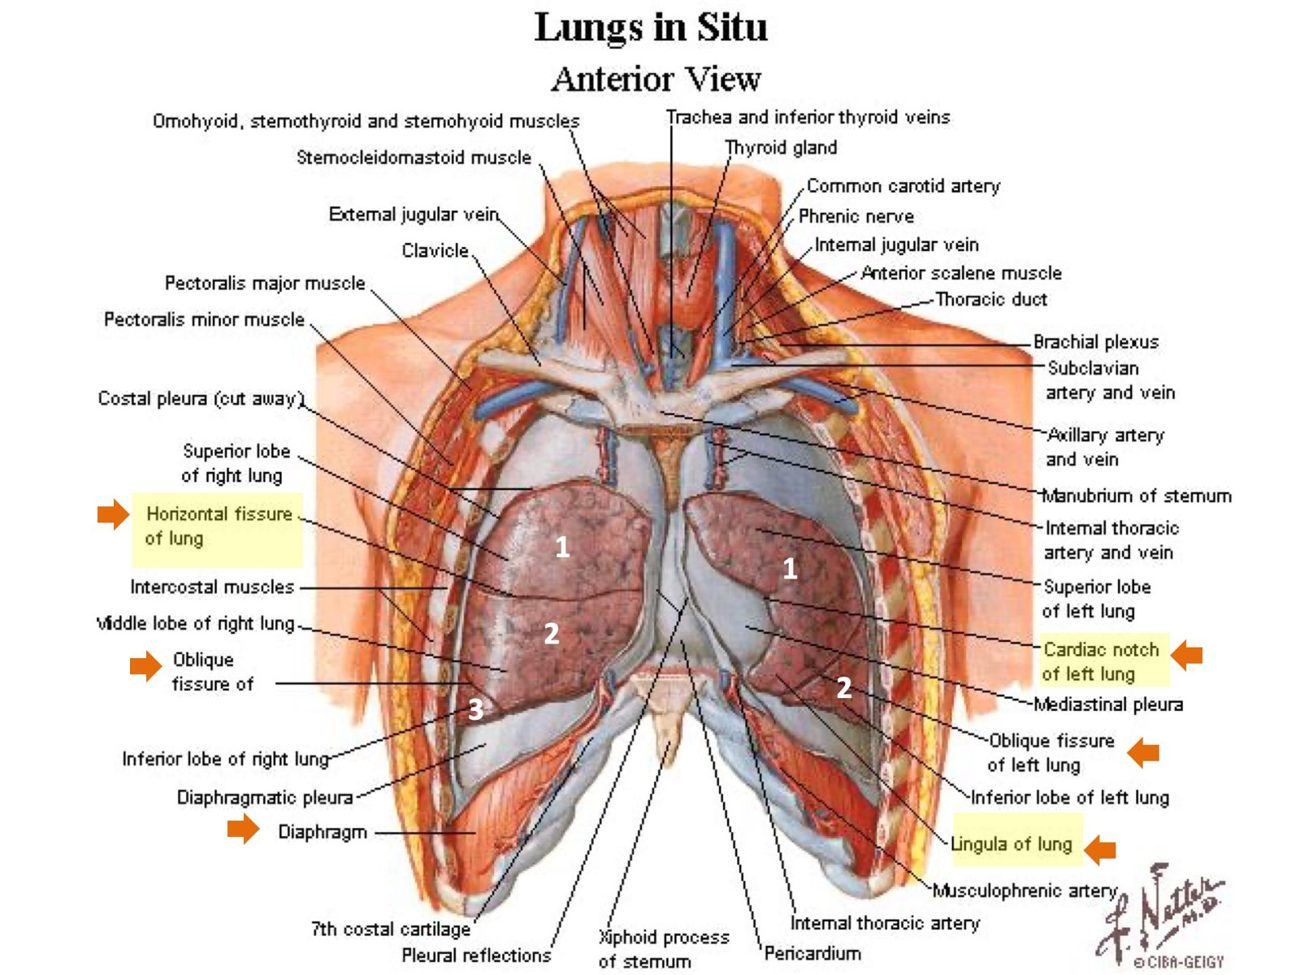 Lungs in Situ
Anterior View
Omohyoid, sternothyroid and sternohyoid muscles
Sternocleidomastoid muscle
External jugular vein
Clavicle
Pectoralis major muscle
Pectoralis minor muscle
Costal pleura (cut away)
Superior lobe
of right lung
Horizontal fissure
of lung
Intercostal muscles
Middle lobe of right lung
Oblique
fissure of
Inferior lobe of right lung
Diaphragmatic pleura
Diaphragm
7th costal cartilage
Pleural reflections
Xiphoid process
of sternum
Trachea and inferior thyroid veins
Thyroid gland
Common carotid artery
Phrenic nerve
Internal jugular vein
Anterior scalene muscle
Thoracic duct
Brachial plexus
Subclavian
artery and vein
Axillary artery
and vein
Manubrium of sternum
Internal thoracic
artery and vein
Superior lobe
of left lung
Cardiac notch
of left lung
Mediastinal pleura
Oblique fissure
of left lung
Inferior lobe of left lung
Lingula of lung
Musculophrenic artery
Internal thoracic artery
Pericardium
1
2
3
1
2
F. Netter
M.D.
© CIBA-GEIGY